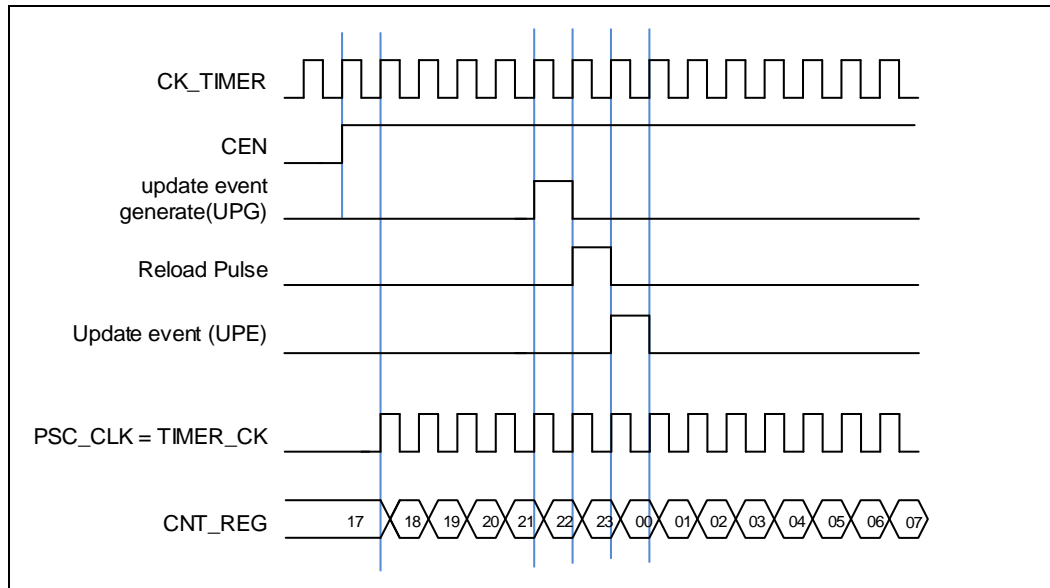 CK_TIMER
CEN
update event
generate(UPG)
Reload Pulse
Update event (UPE)
PSC_CLK = TIMER_CK
CNT_REG 17 18 19 20 21 22 23 00 01 02 03 04 05 06 07